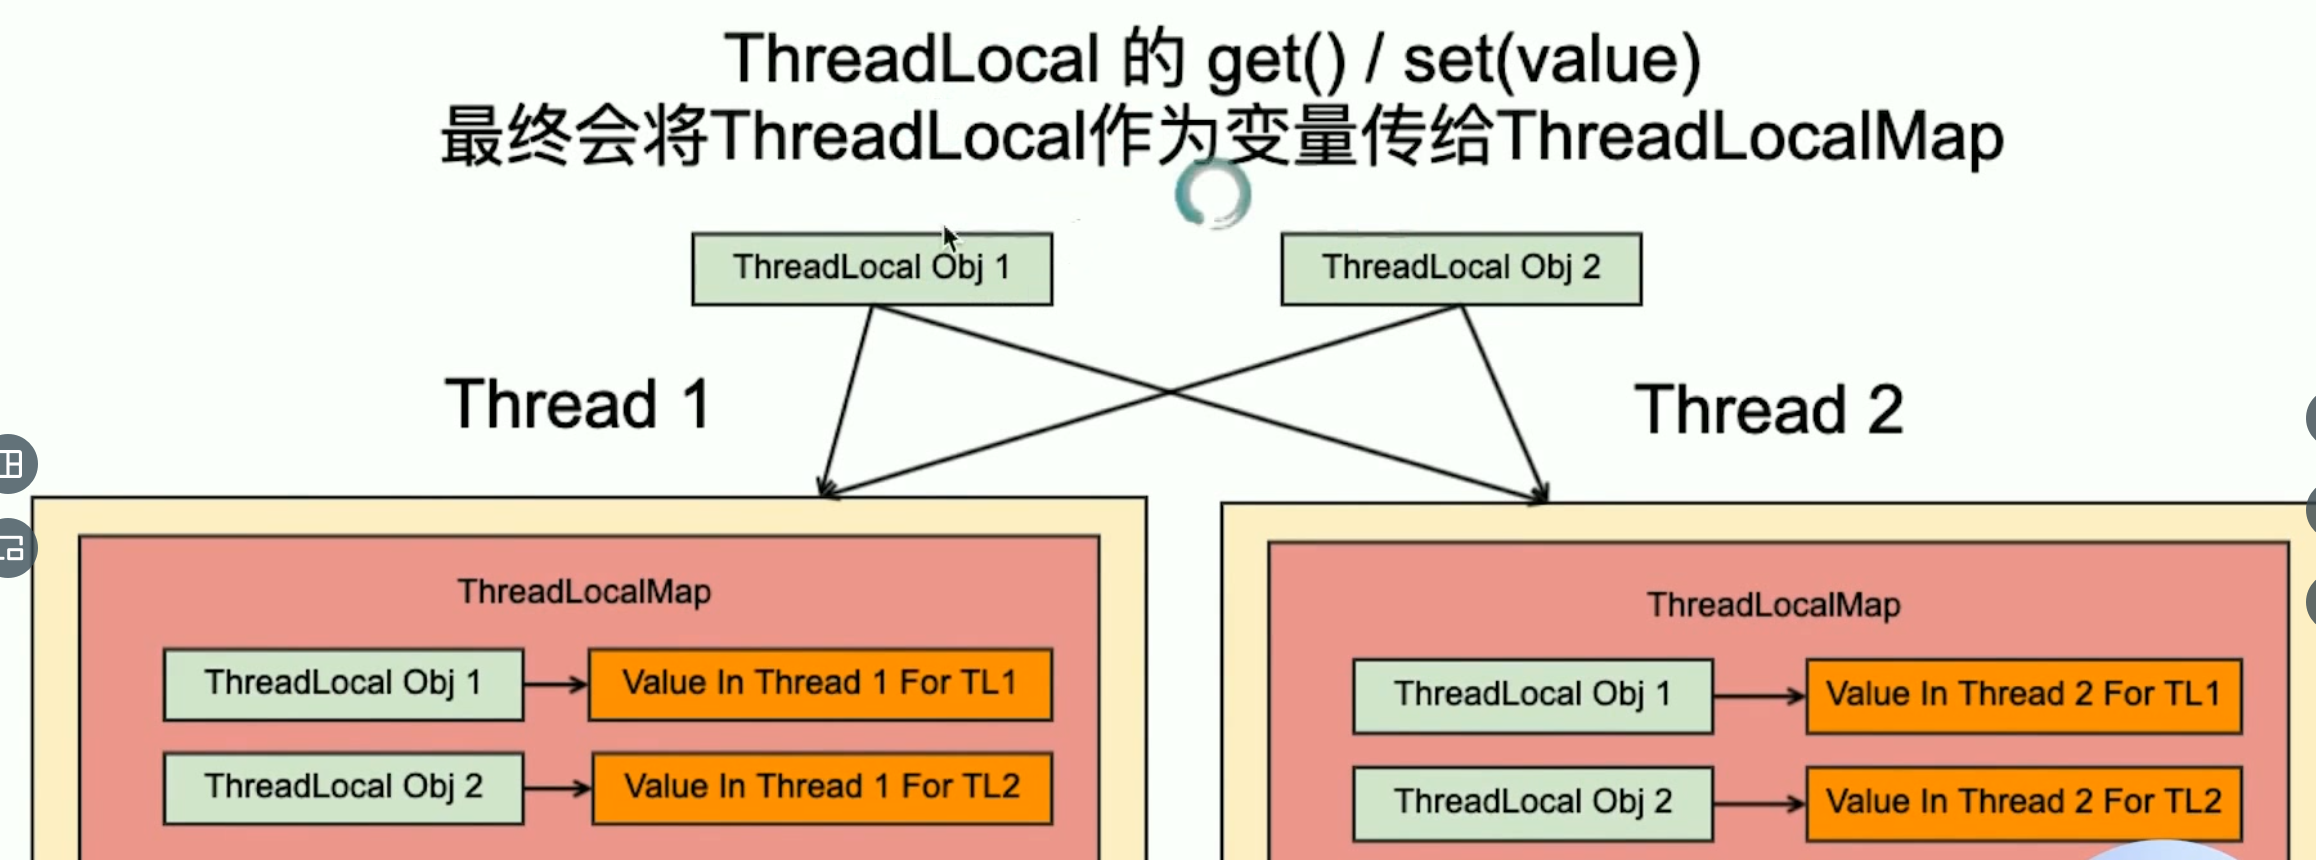 ThreadLocal 的 get() / set(value)
最终会将ThreadLocal作为变量传给ThreadLocalMap
ThreadLocal Obj 1
ThreadLocal Obj 2
Thread 1
Thread 2
ThreadLocalMap
ThreadLocal Obj 1
Value In Thread 1 For TL1
ThreadLocal Obj 2
Value In Thread 1 For TL2
ThreadLocalMap
ThreadLocal Obj 1
Value In Thread 2 For TL1
ThreadLocal Obj 2
Value In Thread 2 For TL2